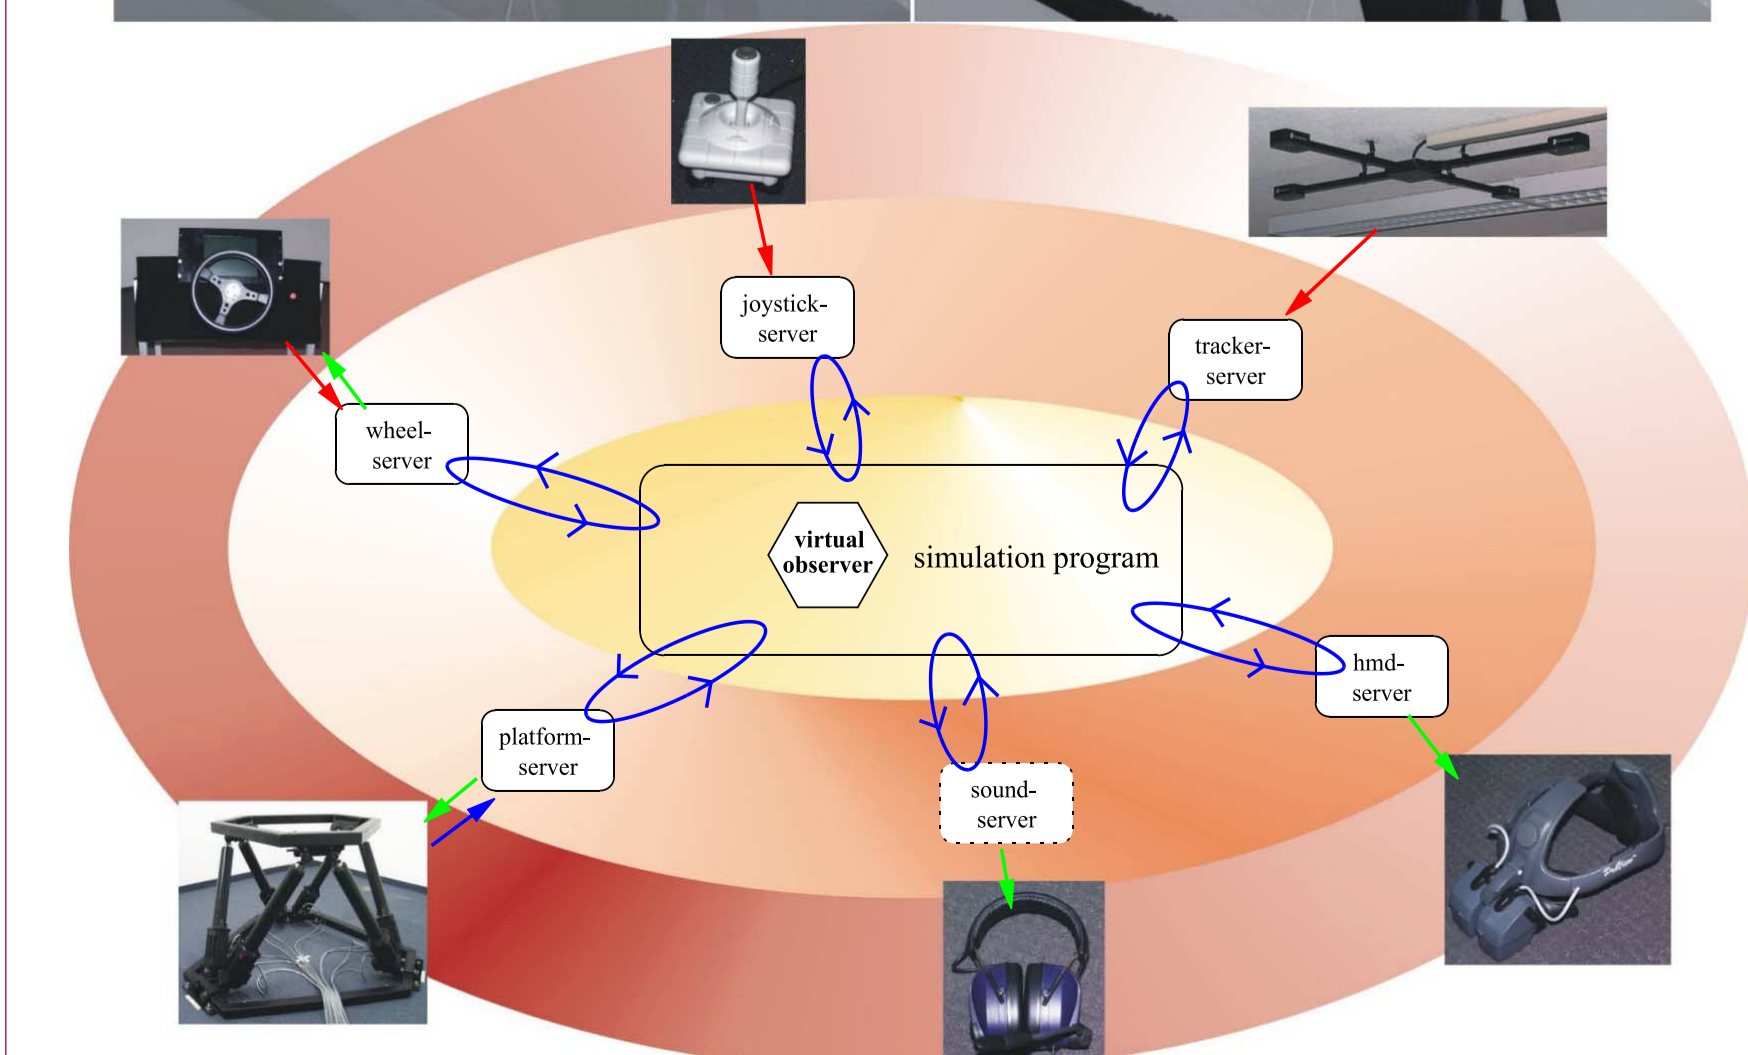 joystick-
server
tracker-
server
wheel-
server
virtual
observer
simulation program
hmd-
server
platform-
server
sound-
server